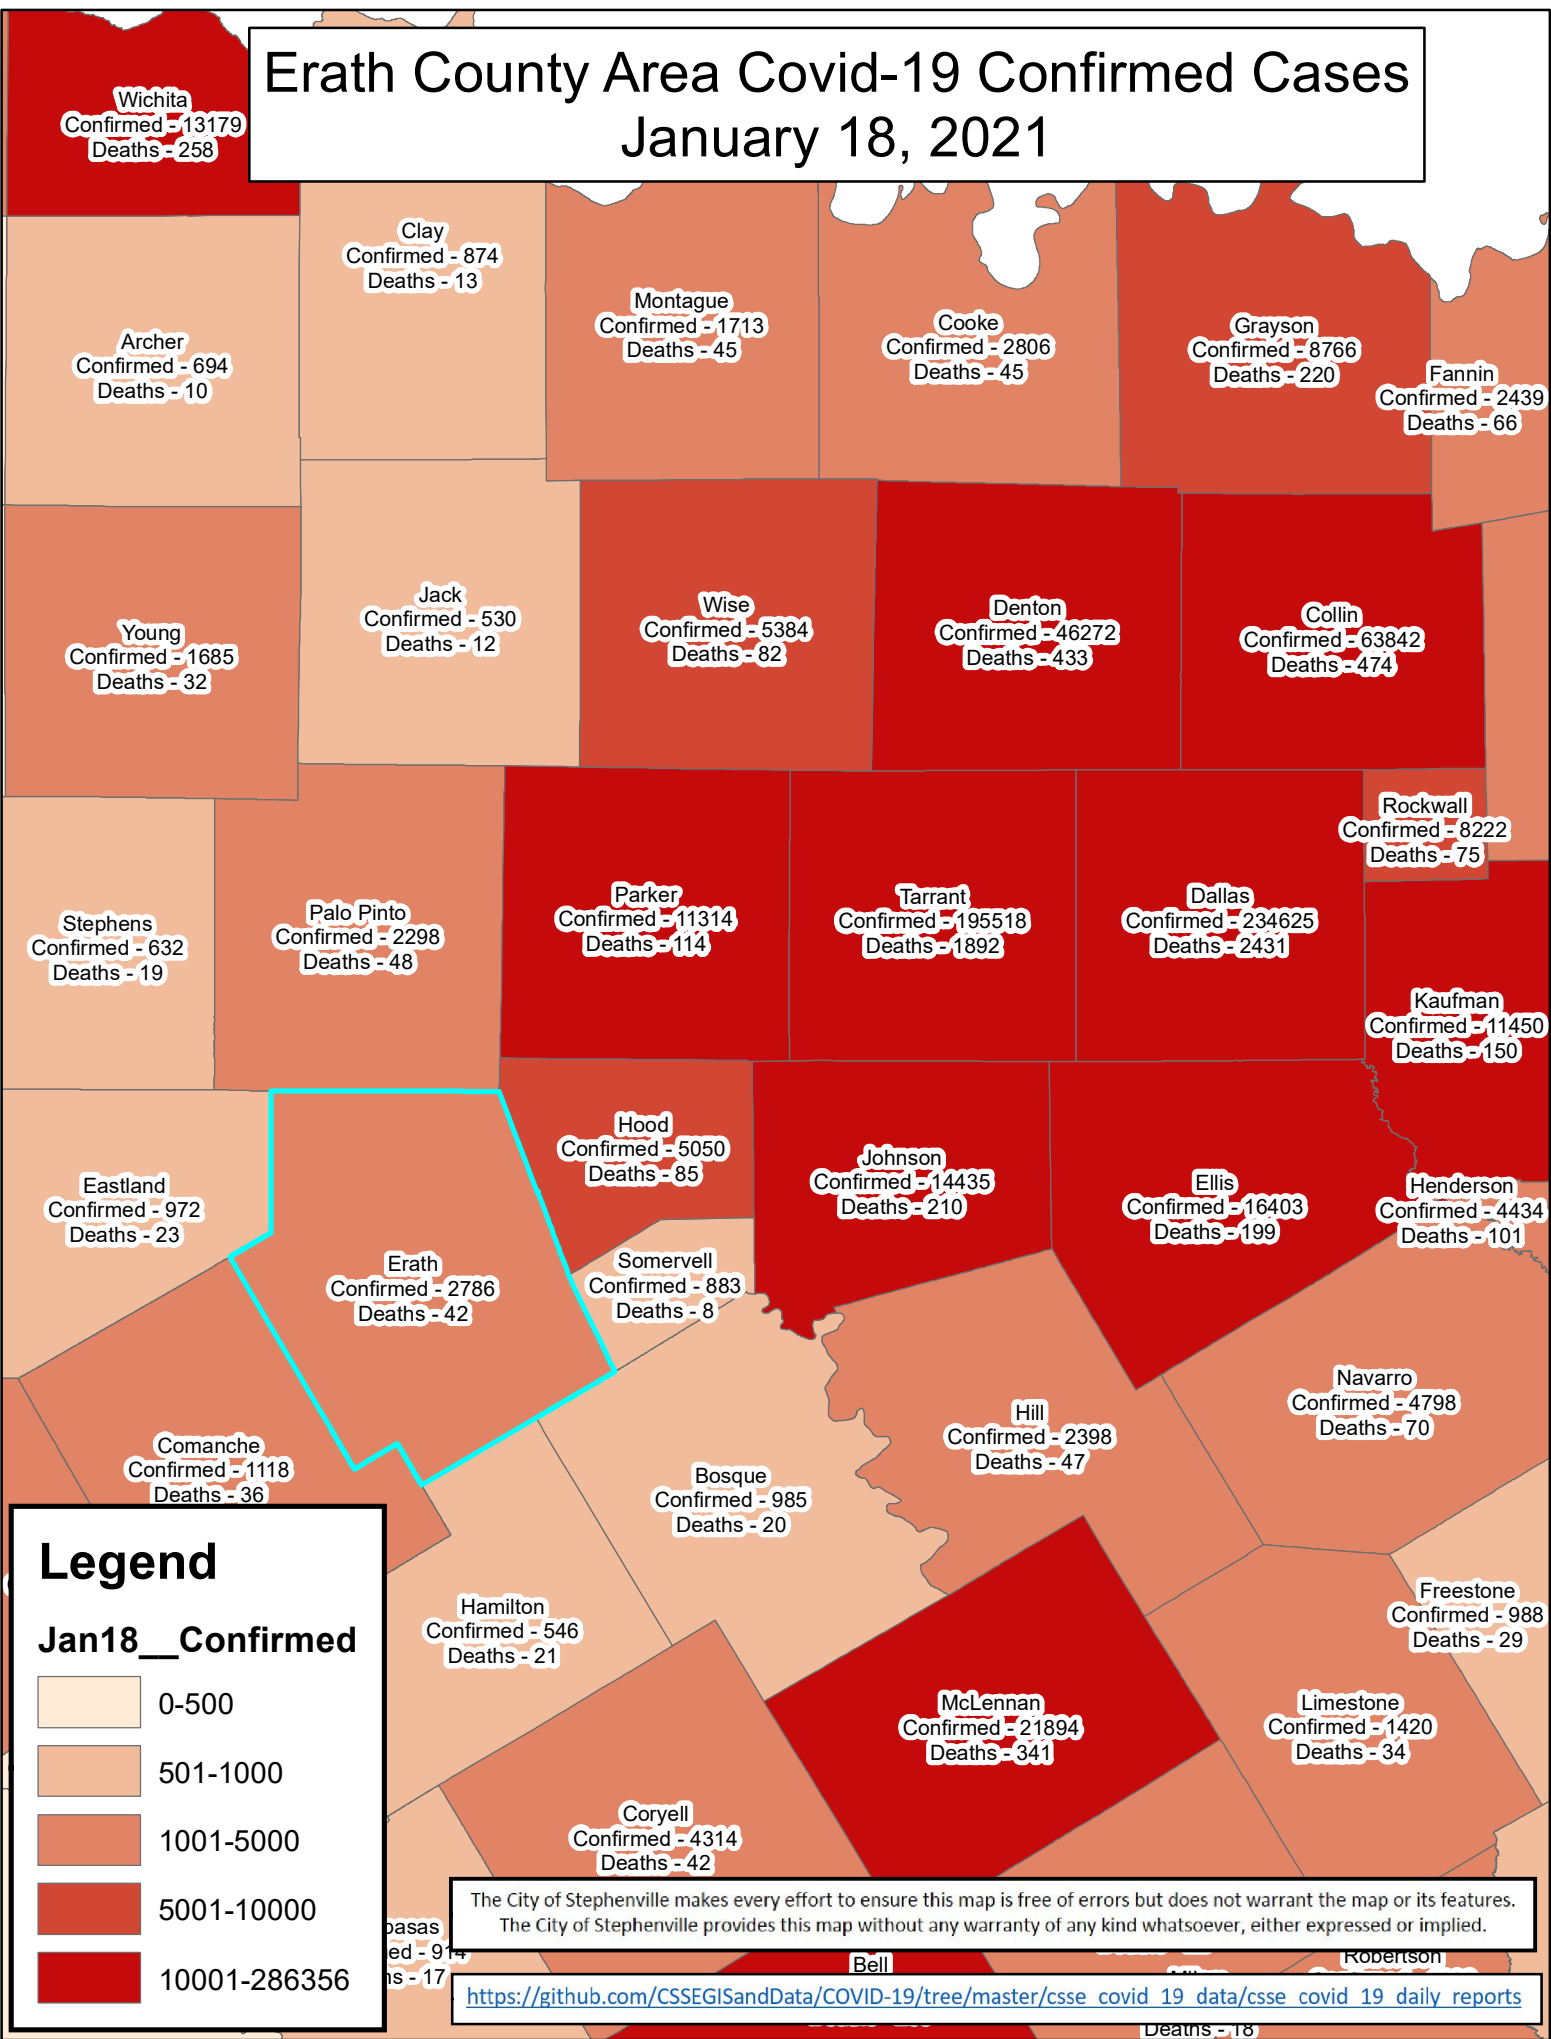 Erath County Area Covid-19 Confirmed Cases
January 18, 2021
Wichita
Confirmed - 13179
Deaths - 258
Clay
Confirmed - 874
Deaths - 13
Montague
Confirmed - 1713
Deaths - 45
Cooke
Confirmed - 2806
Deaths - 45
Grayson
Confirmed - 8766
Deaths - 220
Fannin
Confirmed - 2439
Deaths - 66
Archer
Confirmed - 694
Deaths - 10
Young
Confirmed - 1685
Deaths - 32
Jack
Confirmed - 530
Deaths - 12
Wise
Confirmed - 5384
Deaths - 82
Denton
Confirmed - 46272
Deaths - 433
Collin
Confirmed - 63842
Deaths - 474
Rockwall
Confirmed - 8222
Deaths - 75
Stephens
Confirmed - 632
Deaths - 19
Palo Pinto
Confirmed - 2298
Deaths - 48
Parker
Confirmed - 11314
Deaths - 114
Tarrant
Confirmed - 195518
Deaths - 1892
Dallas
Confirmed - 234625
Deaths - 2431
Kaufman
Confirmed - 11450
Deaths - 150
Eastland
Confirmed - 972
Deaths - 23
Erath
Confirmed - 2786
Deaths - 42
Hood
Confirmed - 5050
Deaths - 85
Somervell
Confirmed - 883
Deaths - 8
Johnson
Confirmed - 14435
Deaths - 210
Ellis
Confirmed - 16403
Deaths - 199
Henderson
Confirmed - 4434
Deaths - 101
Comanche
Confirmed - 1118
Deaths - 36
Bosque
Confirmed - 985
Deaths - 20
Hill
Confirmed - 2398
Deaths - 47
Navarro
Confirmed - 4798
Deaths - 70
Hamilton
Confirmed - 546
Deaths - 21
Freestone
Confirmed - 988
Deaths - 29
McLennan
Confirmed - 21894
Deaths - 341
Limestone
Confirmed - 1420
Deaths - 34
Coryell
Confirmed - 4314
Deaths - 42
pasas
ed - 914
ns - 17
Bell
Robertson
Deaths - 18
Legend
Jan18__Confirmed
0-500
501-1000
1001-5000
5001-10000
10001-286356
The City of Stephenville makes every effort to ensure this map is free of errors but does not warrant the map or its features.
The City of Stephenville provides this map without any warranty of any kind whatsoever, either expressed or implied.
https://github.com/CSSEGISandData/COVID-19/tree/master/csse_covid_19_data/csse_covid_19_daily_reports